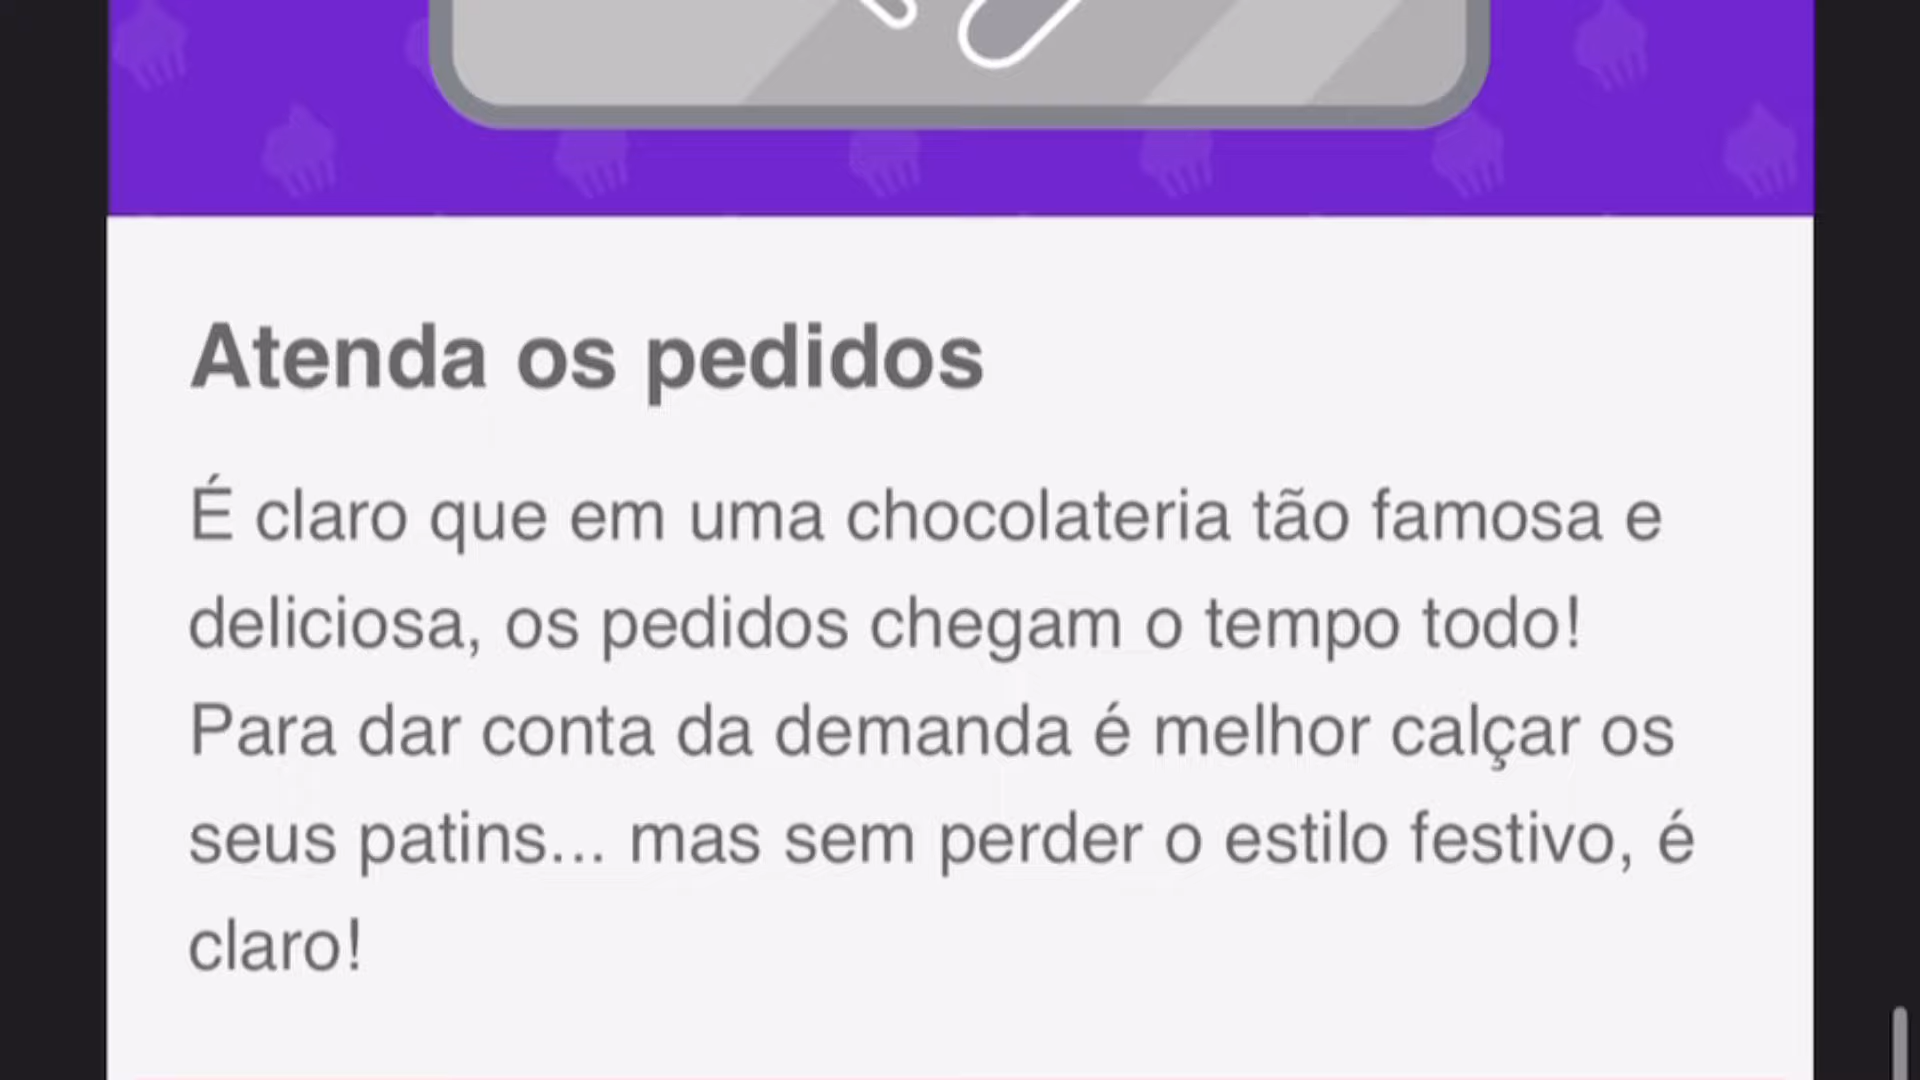 Atenda os pedidos
É claro que em uma chocolateria tão famosa e
deliciosa, os pedidos chegam o tempo todo!
Para dar conta da demanda é melhor calçar os
seus patins... mas sem perder o estilo festivo, é
claro!